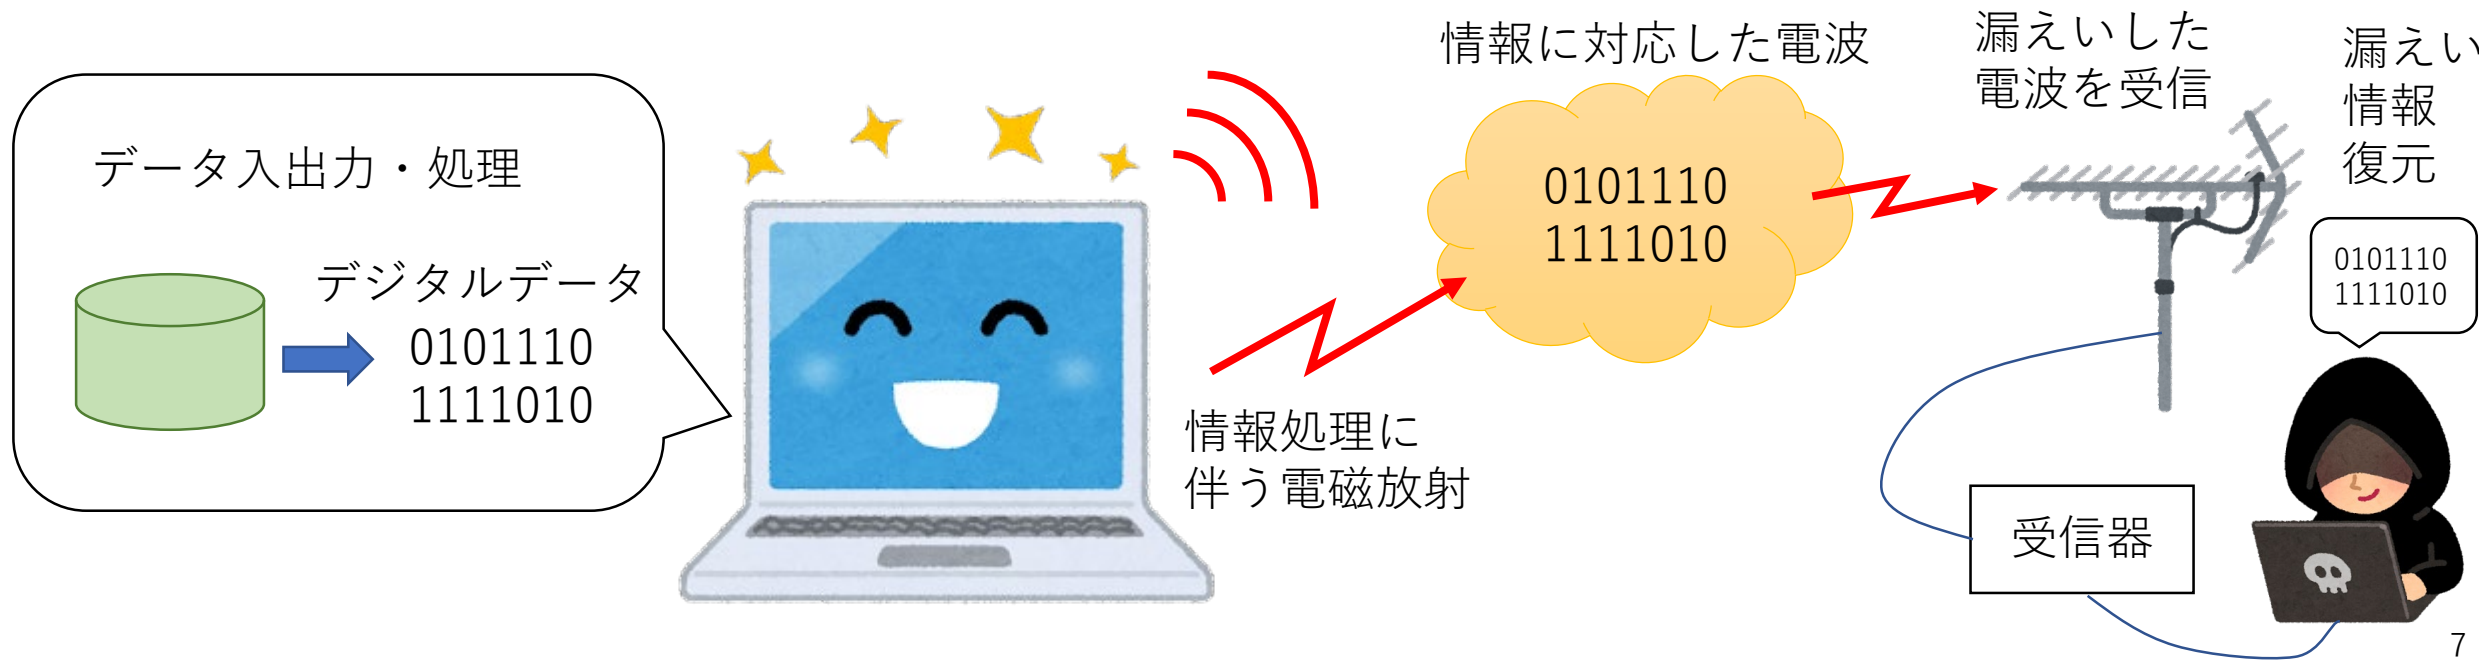 データ入出力・処理
デジタルデータ
0101110
1111010
情報処理に
伴う電磁放射
情報に対応した電波
0101110
1111010
漏えいした
電波を受信
受信器
漏えい
情報
復元
0101110
1111010
7